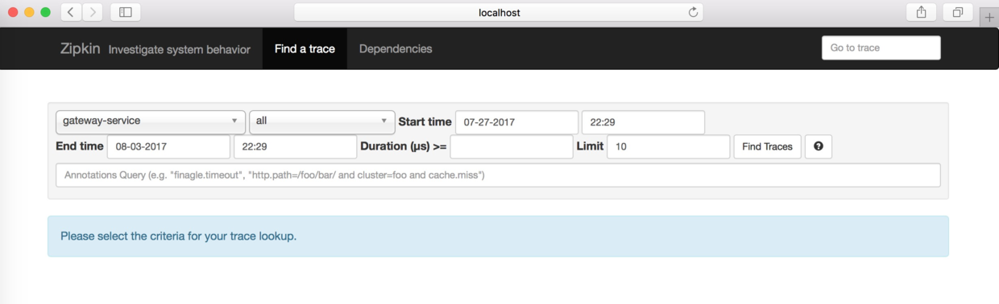 localhost
Zipkin Investigate system behavior Find a trace Dependencies Go to trace
gateway-service all Start time 07-27-2017 22:29
End time 08-03-2017 22:29 Duration (μs) >= Limit 10 Find Traces ?
Annotations Query (e.g. "finagle.timeout", "http.path=/foo/bar/ and cluster=foo and cache.miss")
Please select the criteria for your trace lookup.